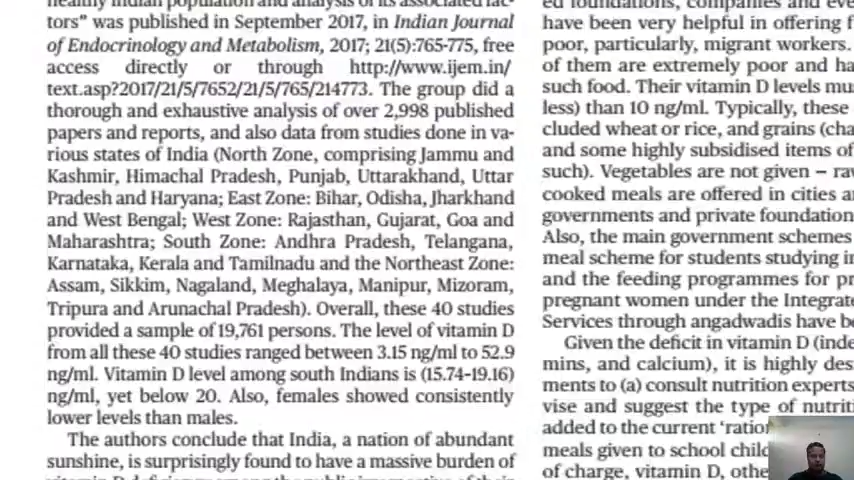 healthy Indian population and analysis of its associated fac-
tors” was published in September 2017, in Indian Journal
of Endocrinology and Metabolism, 2017; 21(5):765-775, free
access directly or through http://www.ijem.in/
text.asp?2017/21/5/7652/21/5/765/214773. The group did a
thorough and exhaustive analysis of over 2,998 published
papers and reports, and also data from studies done in va-
rious states of India (North Zone, comprising Jammu and
Kashmir, Himachal Pradesh, Punjab, Uttarakhand, Uttar
Pradesh and Haryana; East Zone: Bihar, Odisha, Jharkhand
and West Bengal; West Zone: Rajasthan, Gujarat, Goa and
Maharashtra; South Zone: Andhra Pradesh, Telangana,
Karnataka, Kerala and Tamilnadu and the Northeast Zone:
Assam, Sikkim, Nagaland, Meghalaya, Manipur, Mizoram,
Tripura and Arunachal Pradesh). Overall, these 40 studies
provided a sample of 19,761 persons. The level of vitamin D
from all these 40 studies ranged between 3.15 ng/ml to 52.9
ng/ml. Vitamin D level among south Indians is (15.74-19.16)
ng/ml, yet below 20. Also, females showed consistently
lower levels than males.
The authors conclude that India, a nation of abundant
sunshine, is surprisingly found to have a massive burden of
ed foundations, companies and eve
have been very helpful in offering f
poor, particularly, migrant workers.
of them are extremely poor and ha
such food. Their vitamin D levels mu
less) than 10 ng/ml. Typically, these
cluded wheat or rice, and grains (cha
and some highly subsidised items of
such). Vegetables are not given – ra
cooked meals are offered in cities a
governments and private foundation
Also, the main government schemes
meal scheme for students studying i
and the feeding programmes for pr
pregnant women under the Integrate
Services through angadwadis have be
Given the deficit in vitamin D (inde
mins, and calcium), it is highly des
ments to (a) consult nutrition experts
vise and suggest the type of nutriti
added to the current ‘ration
meals given to school chil
of charge, vitamin D, othe